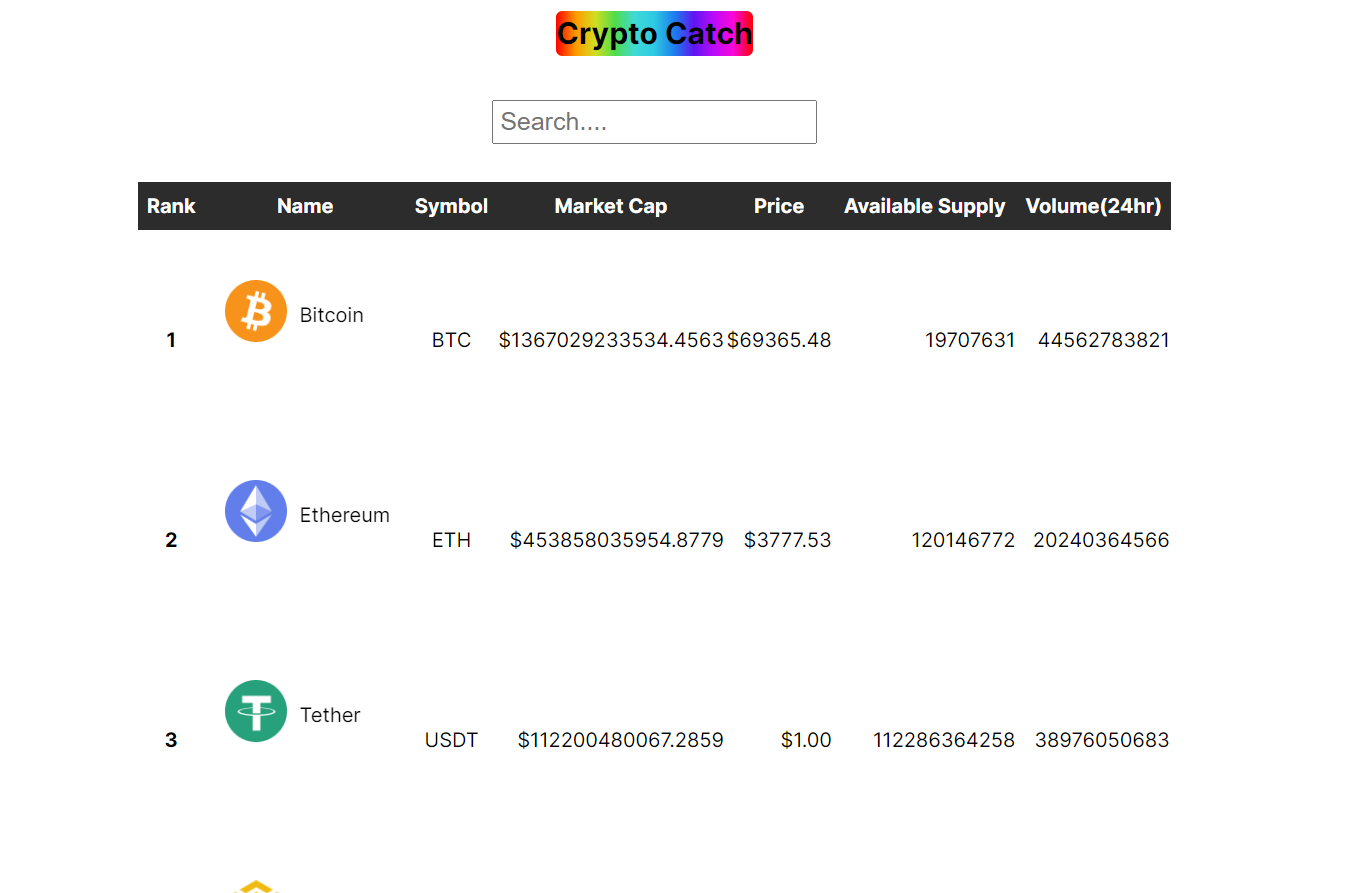 Crypto Catch
Search....
Rank Name Symbol Market Cap Price Available Supply Volume(24hr)
Bitcoin
1 BTC $1367029233534.4563 $69365.48 19707631 44562783821
Ethereum
2 ETH $453858035954.8779 $3777.53 120146772 20240364566
Tether
3 USDT $112200480067.2859 $1.00 112286364258 38976050683